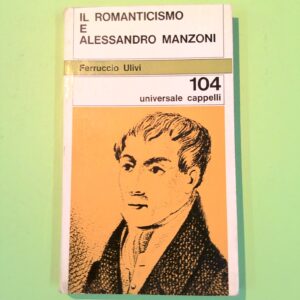 IL ROMANTICISMO
E
ALESSANDRO MANZONI
Ferruccio Ulivi
104
universale cappelli